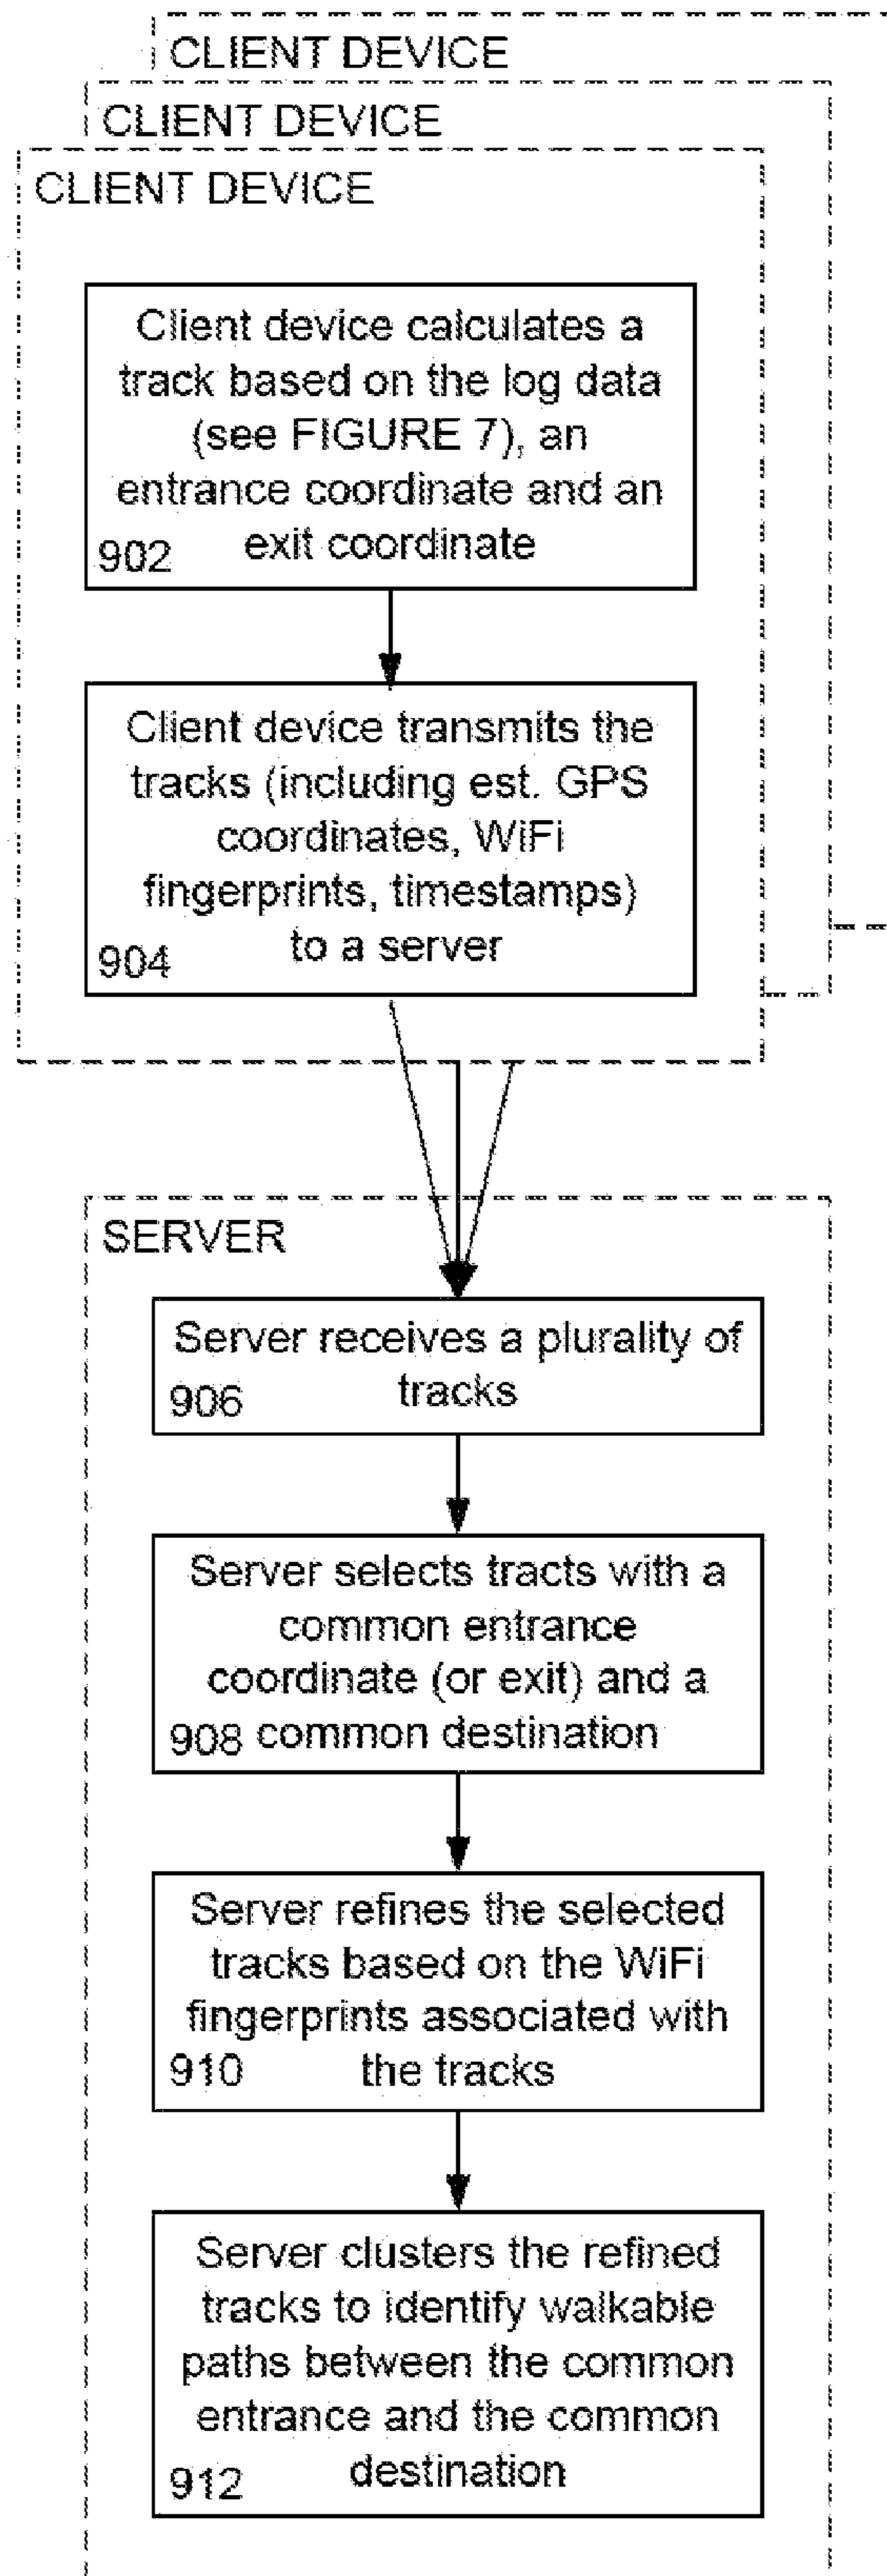 CLIENT DEVICE
CLIENT DEVICE
CLIENT DEVICE
Client device calculates a
track based on the log data
(see FIGURE 7), an
entrance coordinate and an
902 exit coordinate
Client device transmits the
tracks (including est. GPS
coordinates, WiFi
fingerprints, timestamps)
904 to a server
SERVER
Server receives a plurality of
906 tracks
Server selects tracts with a
common entrance
coordinate (or exit) and a
908 common destination
Server refines the selected
tracks based on the WiFi
fingerprints associated with
910 the tracks
Server clusters the refined
tracks to identify walkable
paths between the common
entrance and the common
912 destination